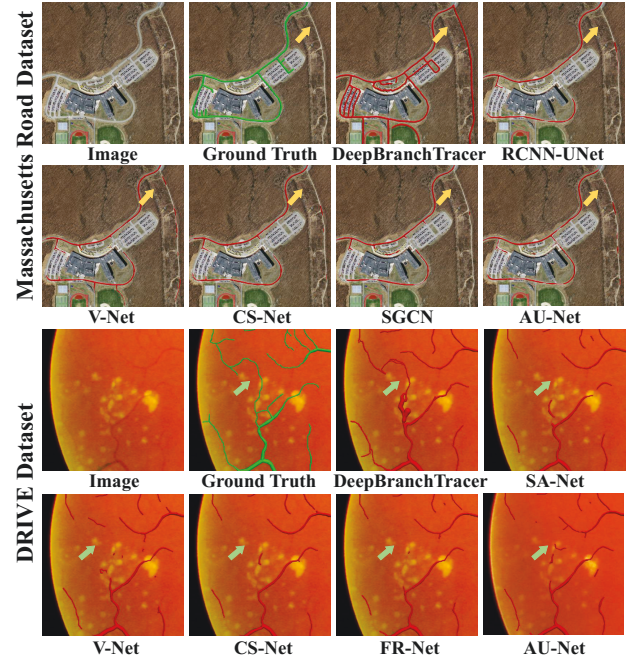 Massachusetts Road Dataset
Image Ground Truth DeepBranchTracer RCNN-UNet
V-Net CS-Net SGCN AU-Net
DRIVE Dataset
Image Ground Truth DeepBranchTracer SA-Net
V-Net CS-Net FR-Net AU-Net